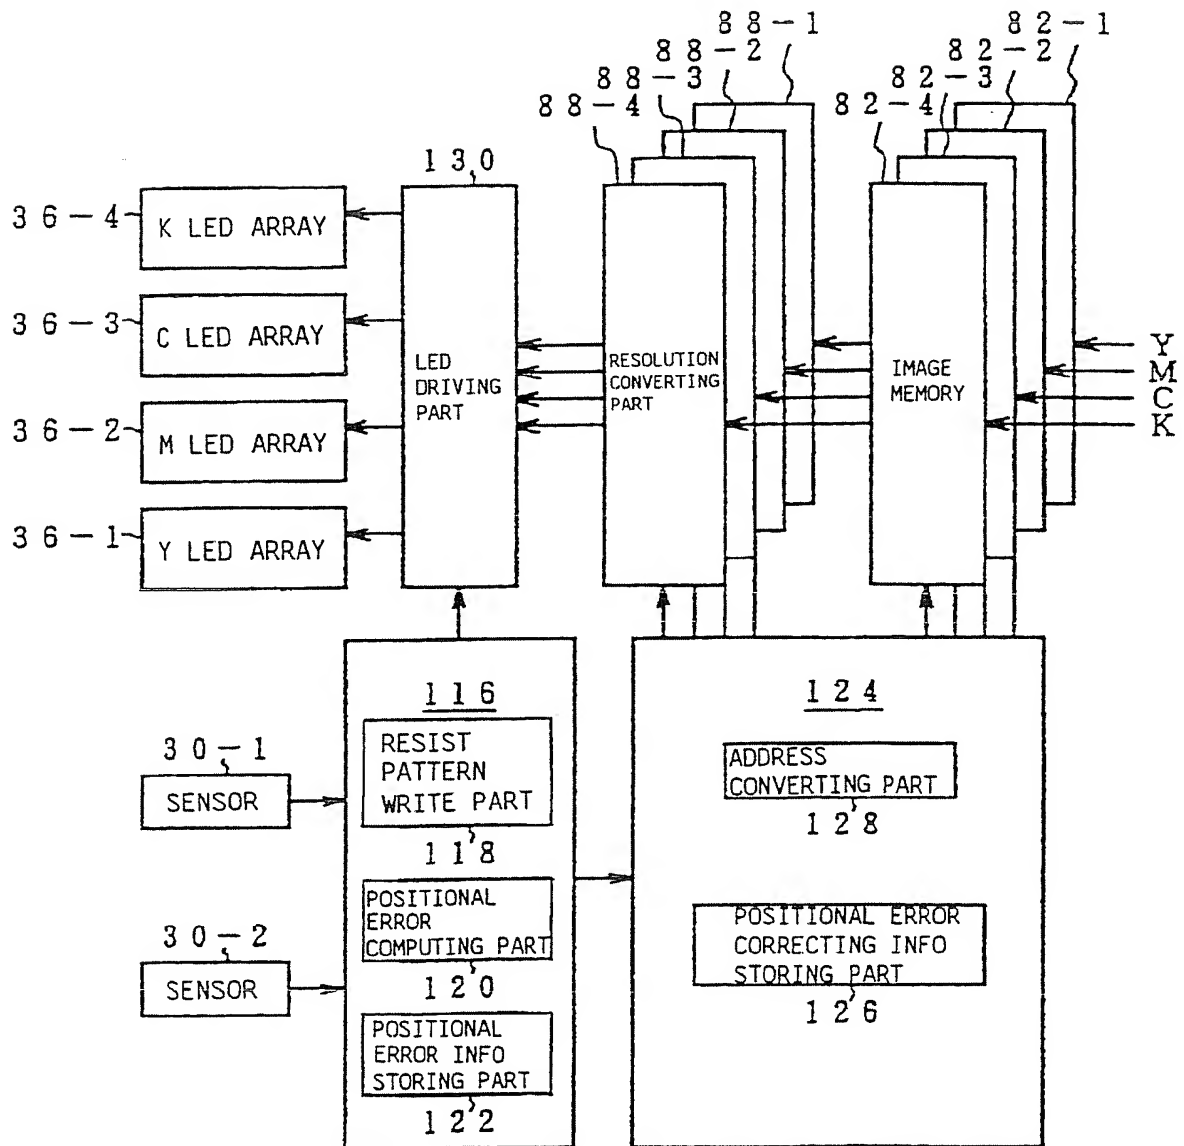 88-1
88-2
88-3
88-4
82-1
82-2
82-3
82-4
130
36-4
K LED ARRAY
36-3
C LED ARRAY
36-2
M LED ARRAY
36-1
Y LED ARRAY
LED
DRIVING
PART
RESOLUTION
CONVERTING
PART
IMAGE
MEMORY
Y
M
C
K
116
RESIST
PATTERN
WRITE PART
118
POSITIONAL
ERROR
COMPUTING PART
120
POSITIONAL
ERROR INFO
STORING PART
122
30-1
SENSOR
30-2
SENSOR
124
ADDRESS
CONVERTING PART
128
POSITIONAL ERROR
CORRECTING INFO
STORING PART
126